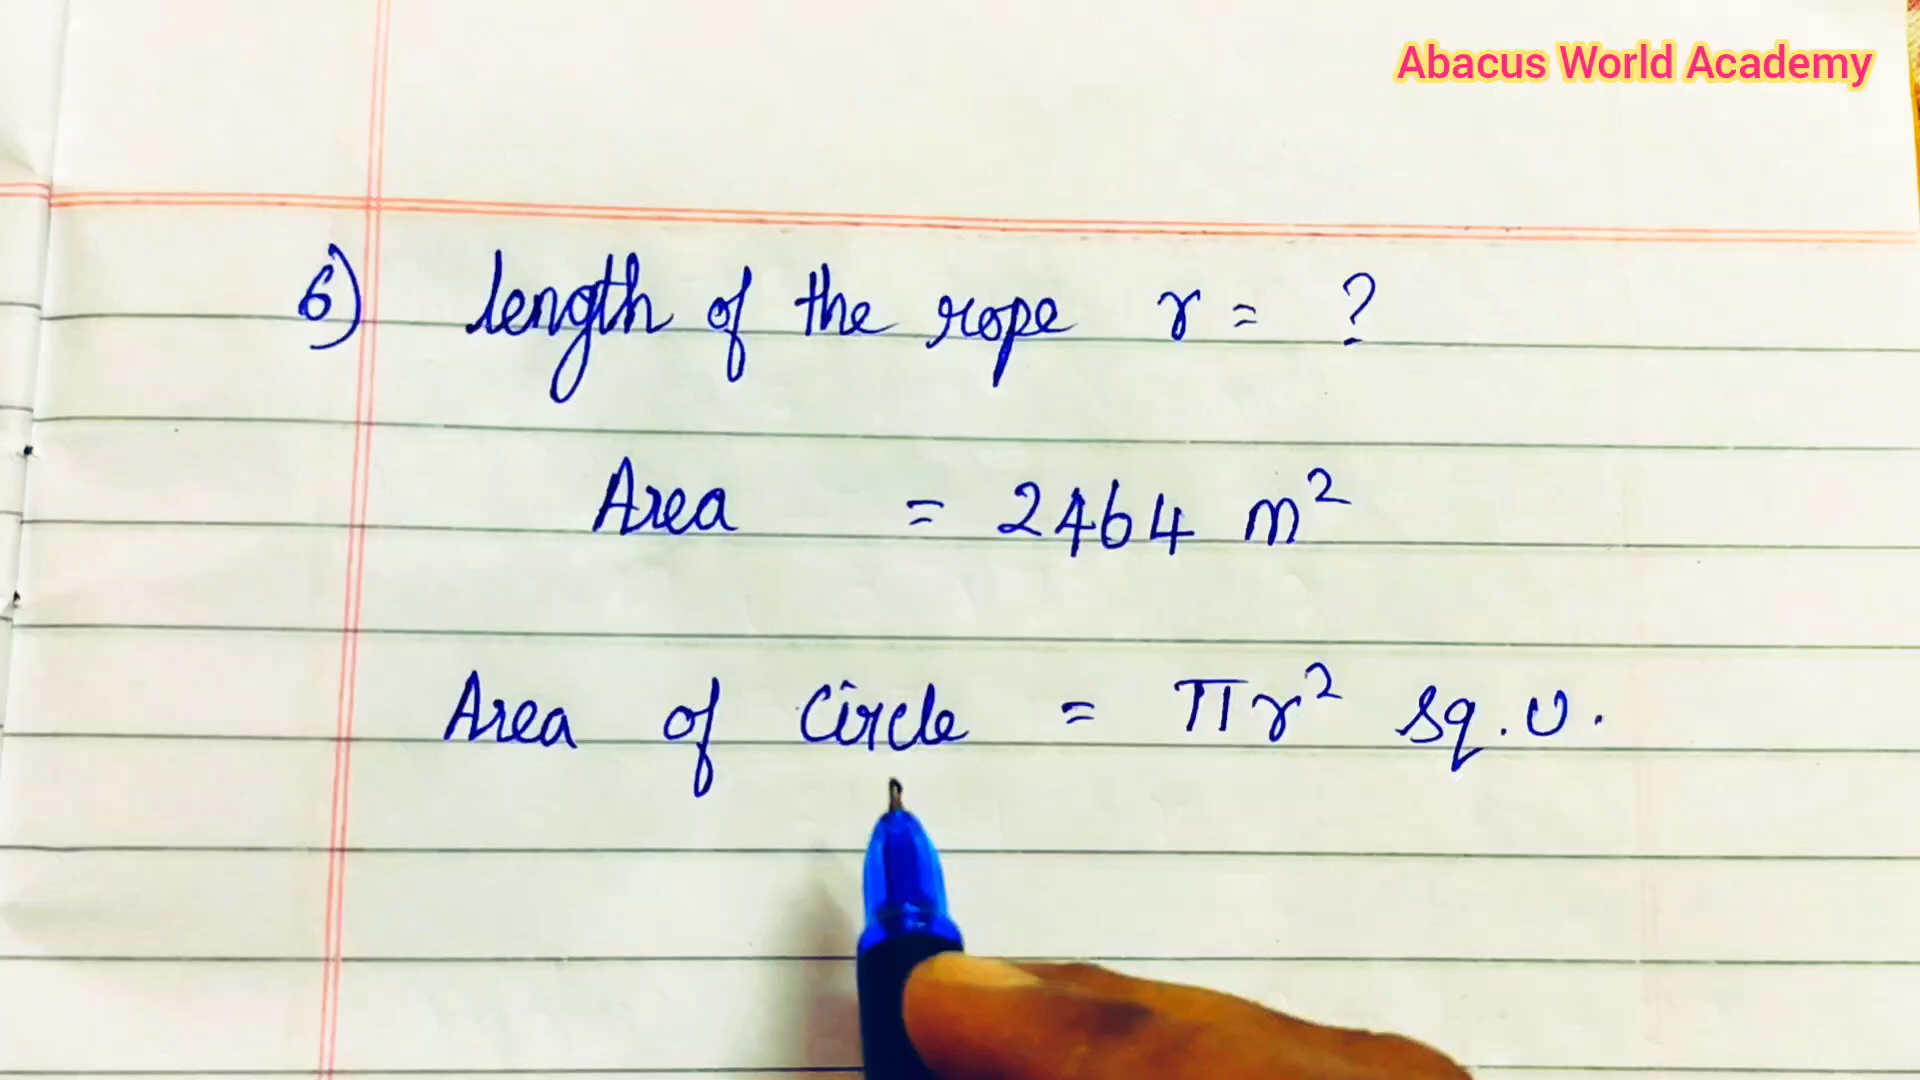 Abacus World Academy
6) length of the rope r = ?
Area = 2464 m²
Area of Circle = πr² sq.u.